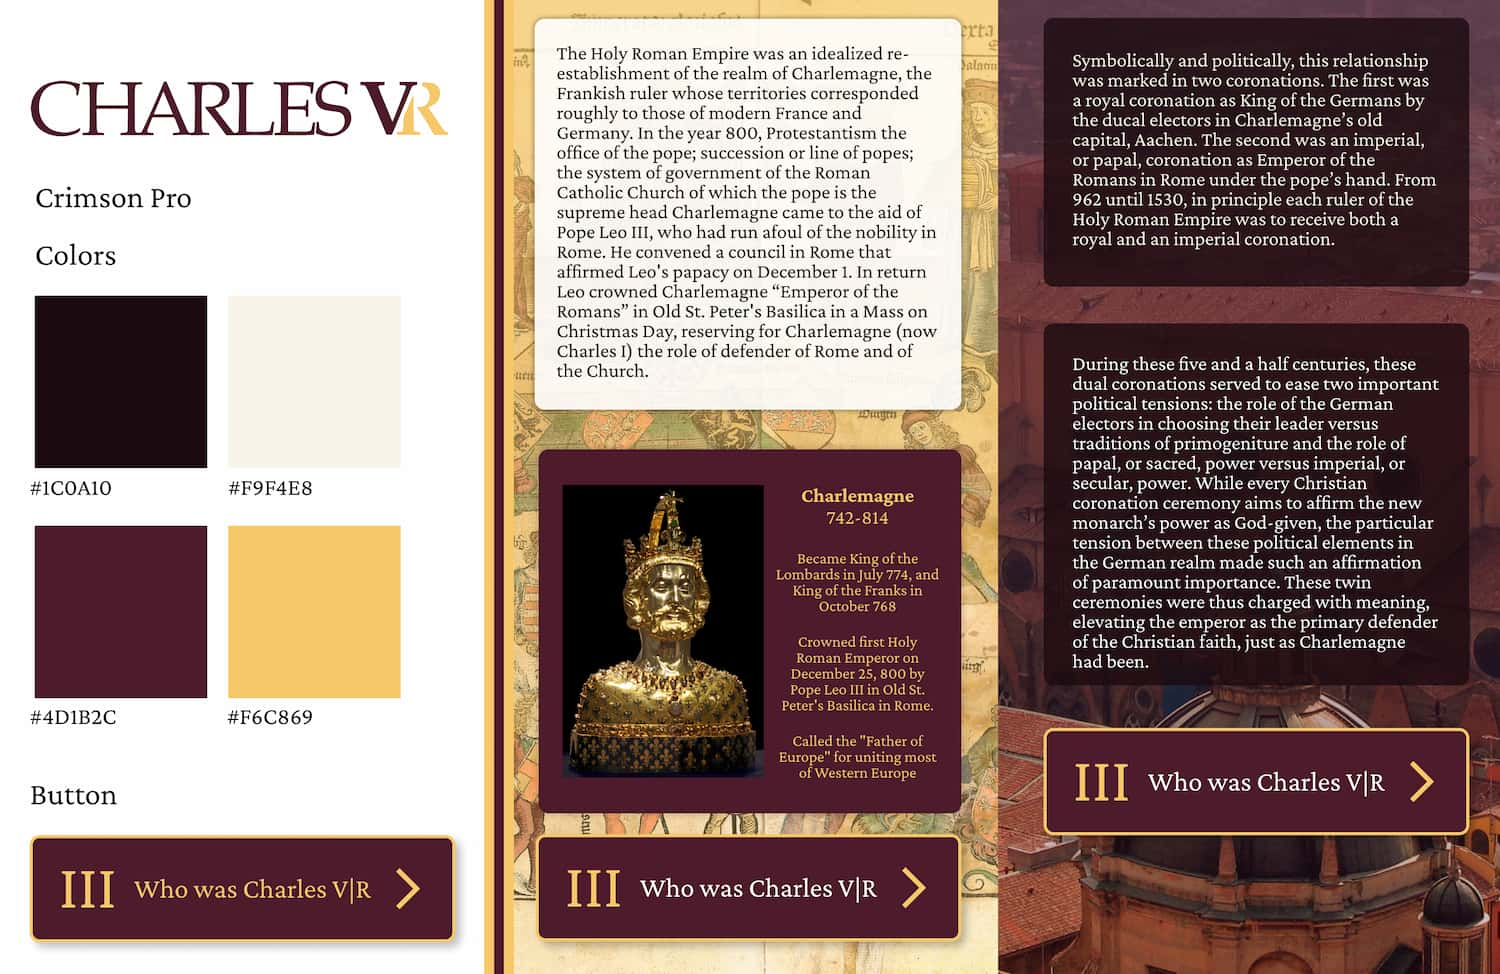 CHARLES VR
Crimson Pro
Colors
#1C0A10
#F9F4E8
#4D1B2C
#F6C869
Button
III Who was Charles V|R
The Holy Roman Empire was an idealized re-
establishment of the realm of Charlemagne, the
Frankish ruler whose territories corresponded
roughly to those of modern France and
Germany. In the year 800, Protestantism the
office of the pope; succession or line of popes;
the system of government of the Roman
Catholic Church of which the pope is the
supreme head Charlemagne came to the aid of
Pope Leo III, who had run afoul of the nobility in
Rome. He convened a council in Rome that
affirmed Leo's papacy on December 1. In return
Leo crowned Charlemagne “Emperor of the
Romans” in Old St. Peter's Basilica in a Mass on
Christmas Day, reserving for Charlemagne (now
Charles I) the role of defender of Rome and of
the Church.
Charlemagne
742-814
Became King of the
Lombards in July 774, and
King of the Franks in
October 768
Crowned first Holy
Roman Emperor on
December 25, 800 by
Pope Leo III in Old St.
Peter's Basilica in Rome.
Called the "Father of
Europe" for uniting most
of Western Europe
III Who was Charles V|R
Symbolically and politically, this relationship
was marked in two coronations. The first was
a royal coronation as King of the Germans by
the ducal electors in Charlemagne’s old
capital, Aachen. The second was an imperial,
or papal, coronation as Emperor of the
Romans in Rome under the pope’s hand. From
962 until 1530, in principle each ruler of the
Holy Roman Empire was to receive both a
royal and an imperial coronation.
During these five and a half centuries, these
dual coronations served to ease two important
political tensions: the role of the German
electors in choosing their leader versus
traditions of primogeniture and the role of
papal, or sacred, power versus imperial, or
secular, power. While every Christian
coronation ceremony aims to affirm the new
monarch’s power as God-given, the particular
tension between these political elements in
the German realm made such an affirmation
of paramount importance. These twin
ceremonies were thus charged with meaning,
elevating the emperor as the primary defender
of the Christian faith, just as Charlemagne
had been.
III Who was Charles V|R